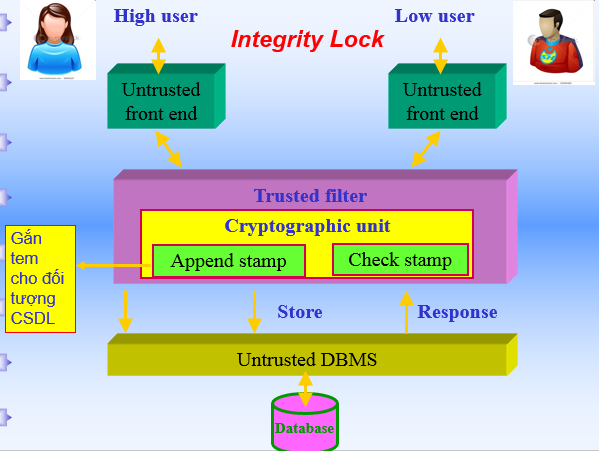 High user
Low user
Integrity Lock
Untrusted
front end
Untrusted
front end
Trusted filter
Cryptographic unit
Append stamp
Check stamp
Gắn
tem
cho đối
tượng
CSDL
Store
Response
Untrusted DBMS
Database